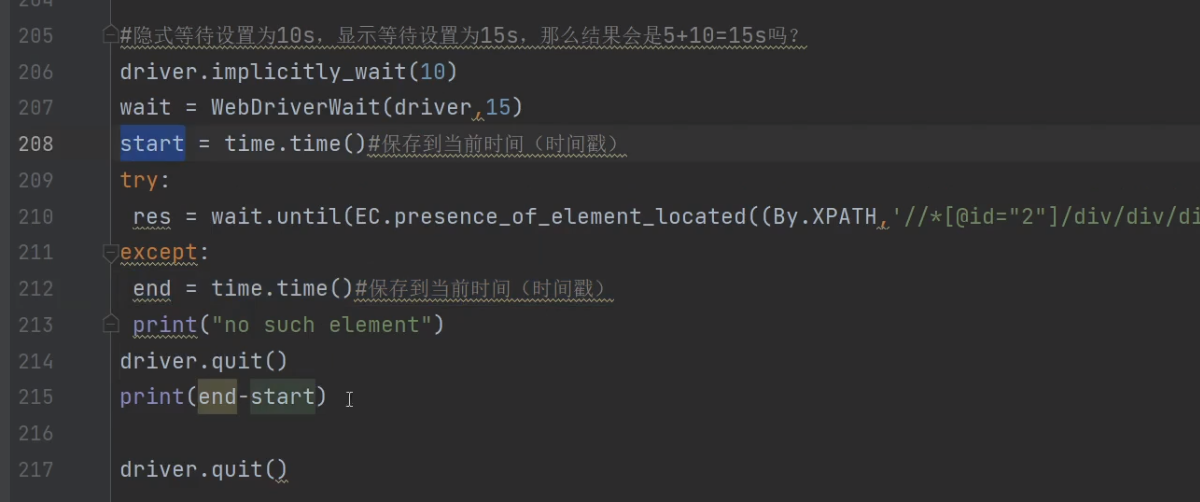 204
205 #隐式等待设置为10s，显示等待设置为15s，那么结果会是5+10=15s吗？
206 driver.implicitly_wait(10)
207 wait = WebDriverWait(driver,15)
208 start = time.time()#保存到当前时间（时间戳）
209 try:
210 res = wait.until(EC.presence_of_element_located((By.XPATH,'//*[@id="2"]/div/div/di
211 except:
212 end = time.time()#保存到当前时间（时间戳）
213 print("no such element")
214 driver.quit()
215 print(end-start)
216
217 driver.quit()